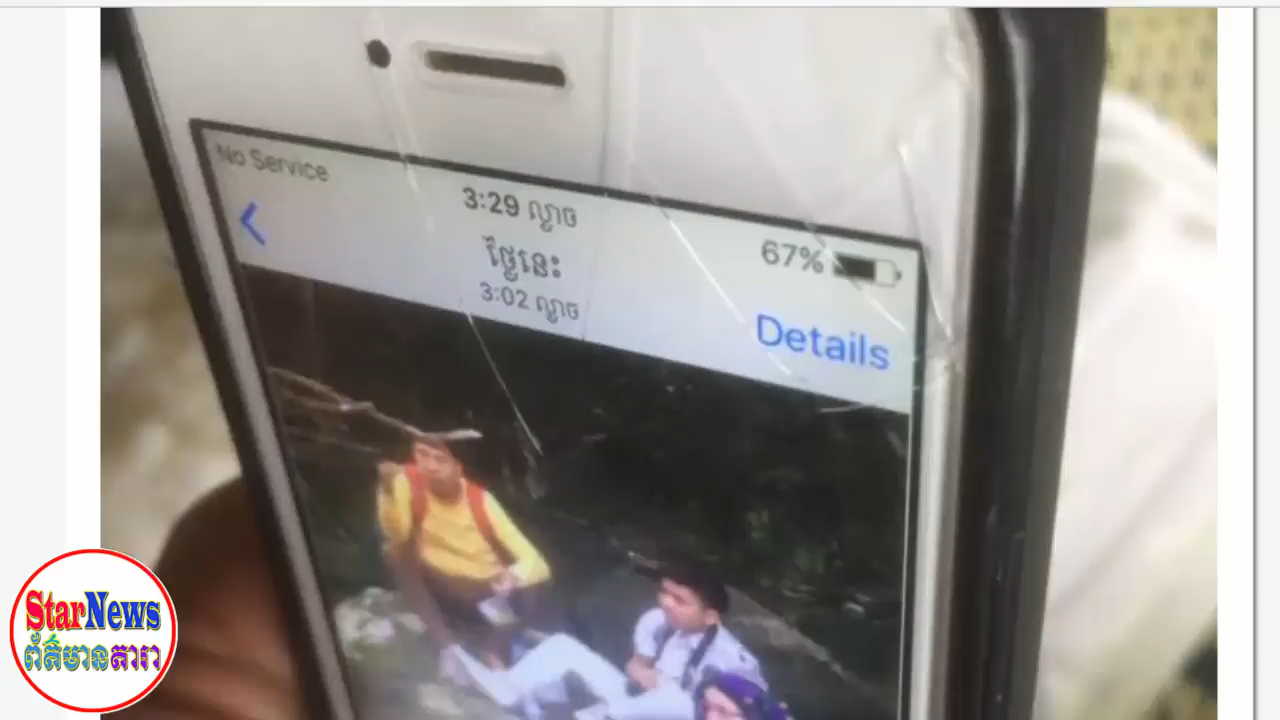 No Service
3:29 ល្ងាច
67%
ថ្ងៃនេះ
3:02 ល្ងាច
Details
StarNews
ព័ត៌មានតារា